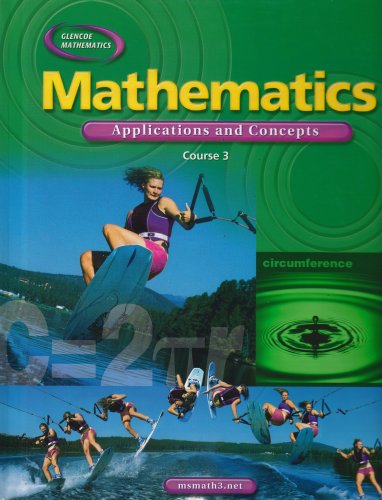 GLENCOE
MATHEMATICS
Mathematics
Applications and Concepts
Course 3
circumference
C=2πr
msmath3.net